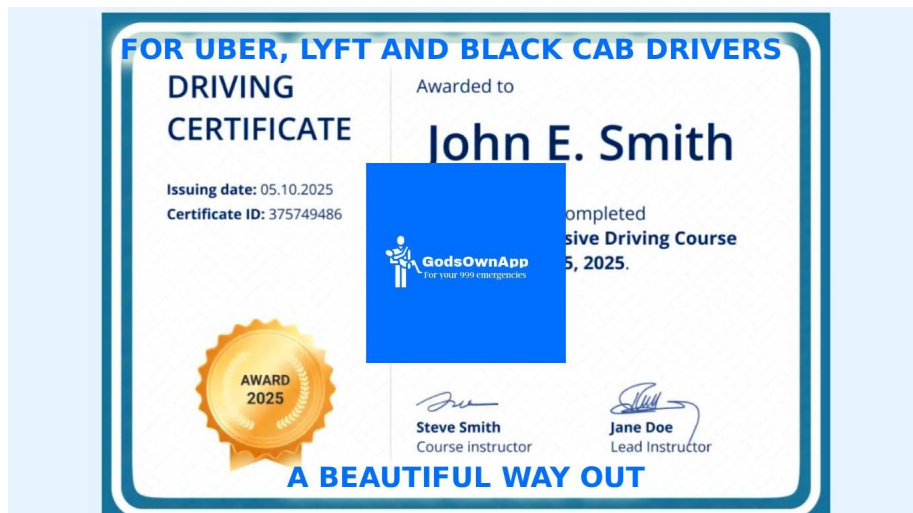 FOR UBER, LYFT AND BLACK CAB DRIVERS
DRIVING
CERTIFICATE
Issuing date: 05.10.2025
Certificate ID: 375749486
Awarded to
John E. Smith
ompleted
sive Driving Course
5, 2025.
GodsOwnApp
For your 999 emergencies
AWARD
2025
Steve Smith
Course instructor
Jane Doe
Lead Instructor
A BEAUTIFUL WAY OUT